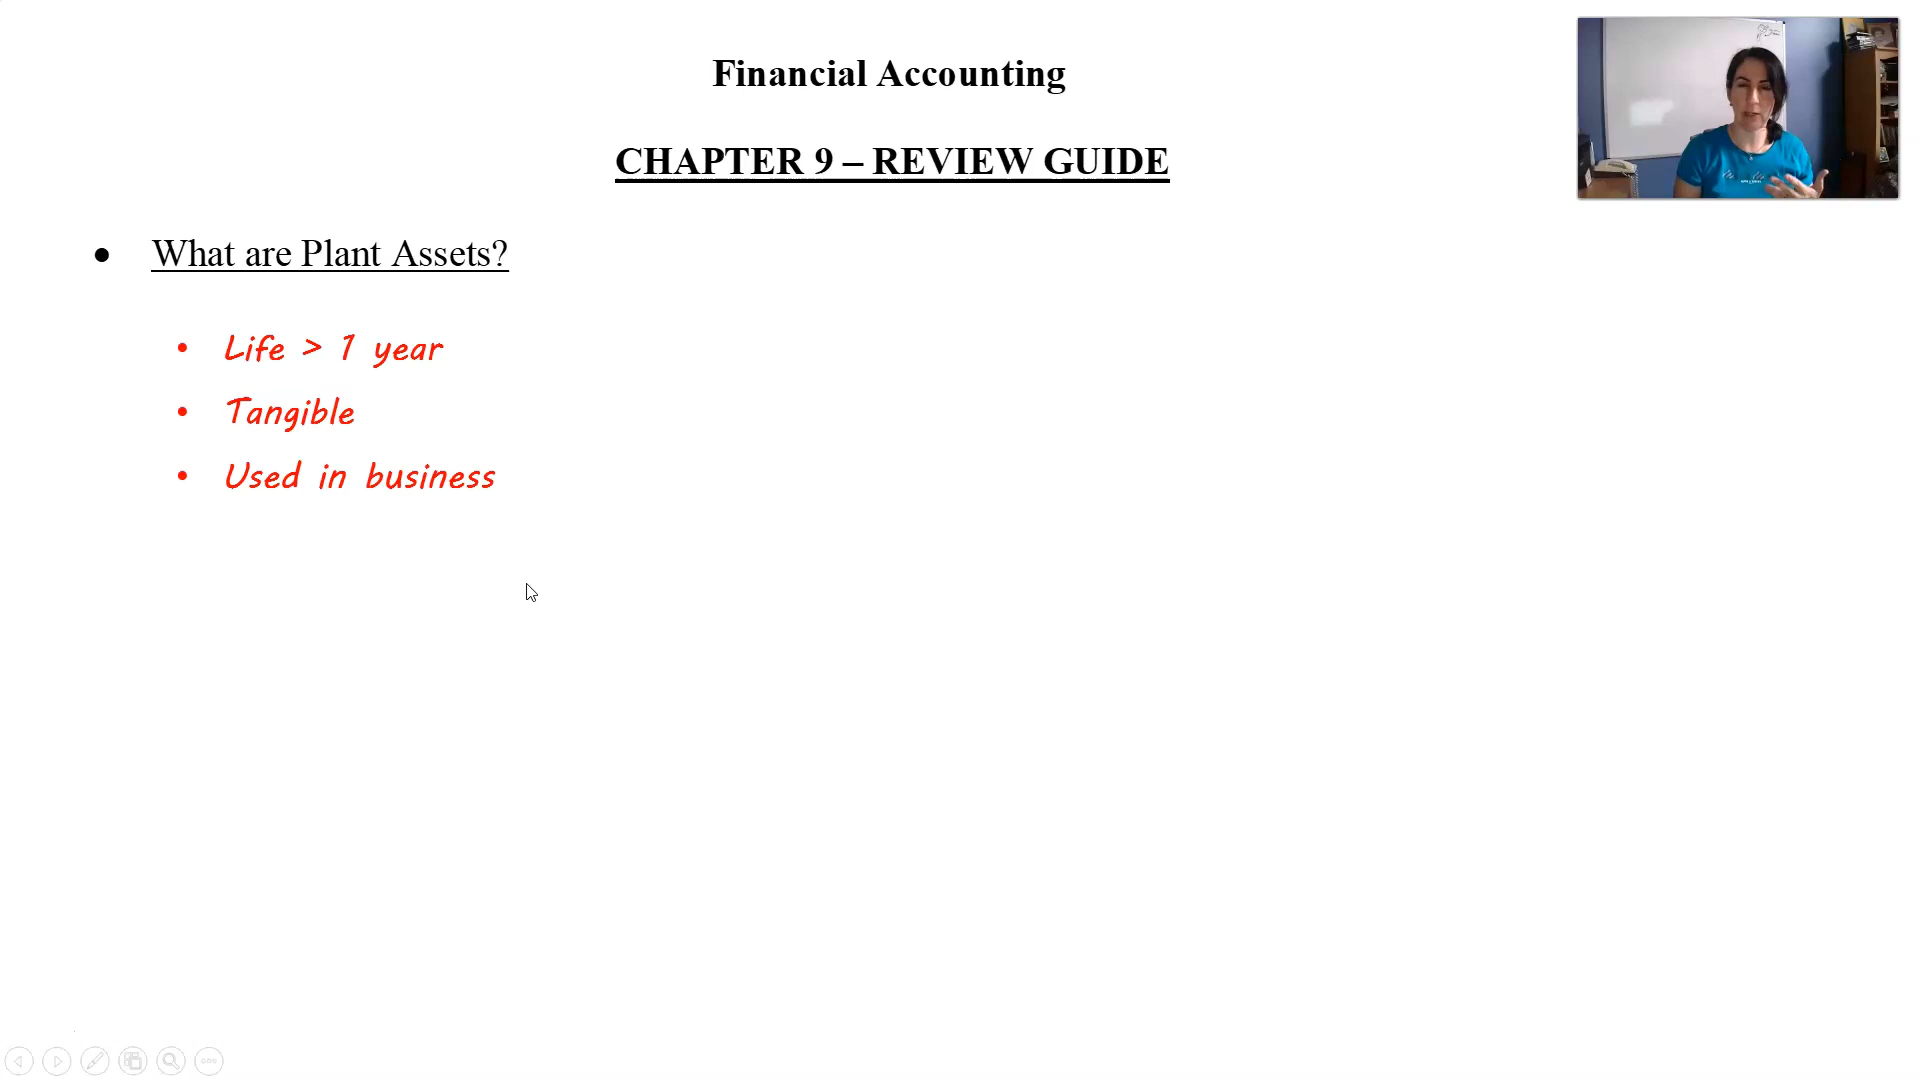 Financial Accounting
CHAPTER 9 – REVIEW GUIDE
• What are Plant Assets?
• Life > 1 year
• Tangible
• Used in business